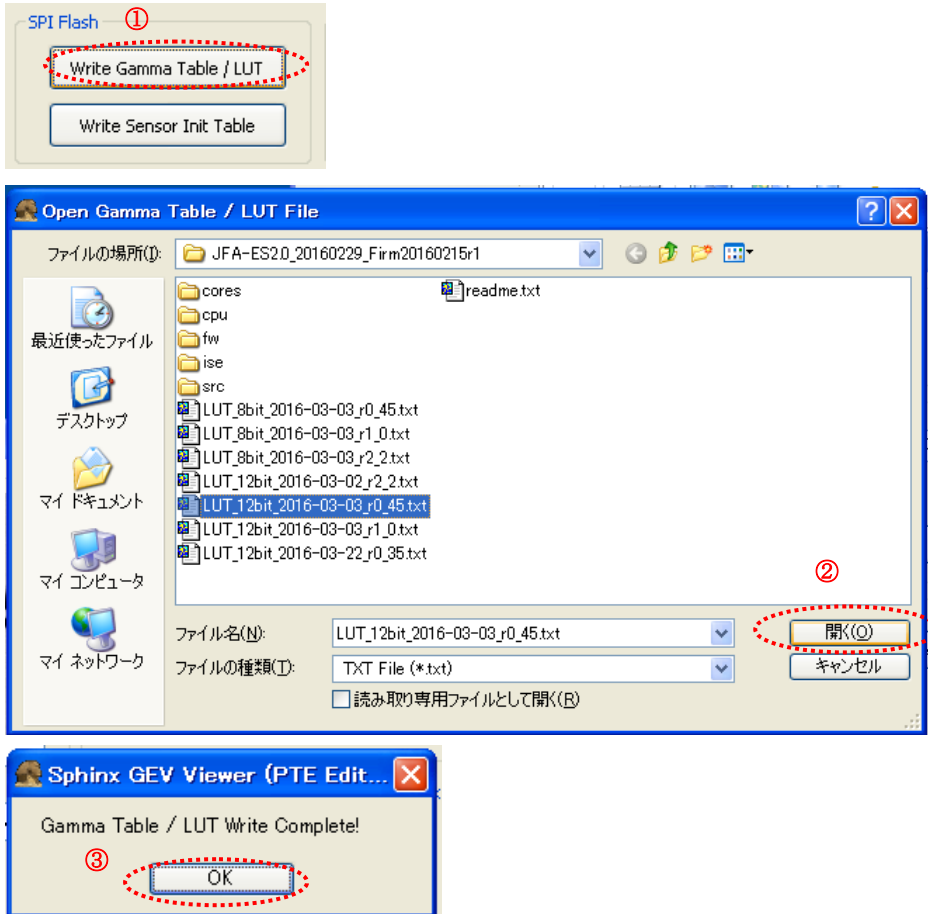 SPI Flash ①
Write Gamma Table / LUT
Write Sensor Init Table
Open Gamma Table / LUT File
ファイルの場所(I):
JFA-ES2.0_20160229_Firm20160215r1
最近使ったファイル
デスクトップ
マイ ドキュメント
マイ コンピュータ
マイ ネットワーク
cores
cpu
fw
ise
src
LUT_8bit_2016-03-03_r0_45.txt
LUT_8bit_2016-03-03_r1_0.txt
LUT_8bit_2016-03-03_r2_2.txt
LUT_12bit_2016-03-02_r2_2.txt
LUT_12bit_2016-03-03_r0_45.txt
LUT_12bit_2016-03-03_r1_0.txt
LUT_12bit_2016-03-22_r0_35.txt
readme.txt
②
ファイル名(N):
LUT_12bit_2016-03-03_r0_45.txt
開く(O)
ファイルの種類(T):
TXT File (*.txt)
キャンセル
読み取り専用ファイルとして開く(R)
Sphinx GEV Viewer (PTE Edit...
Gamma Table / LUT Write Complete!
③
OK